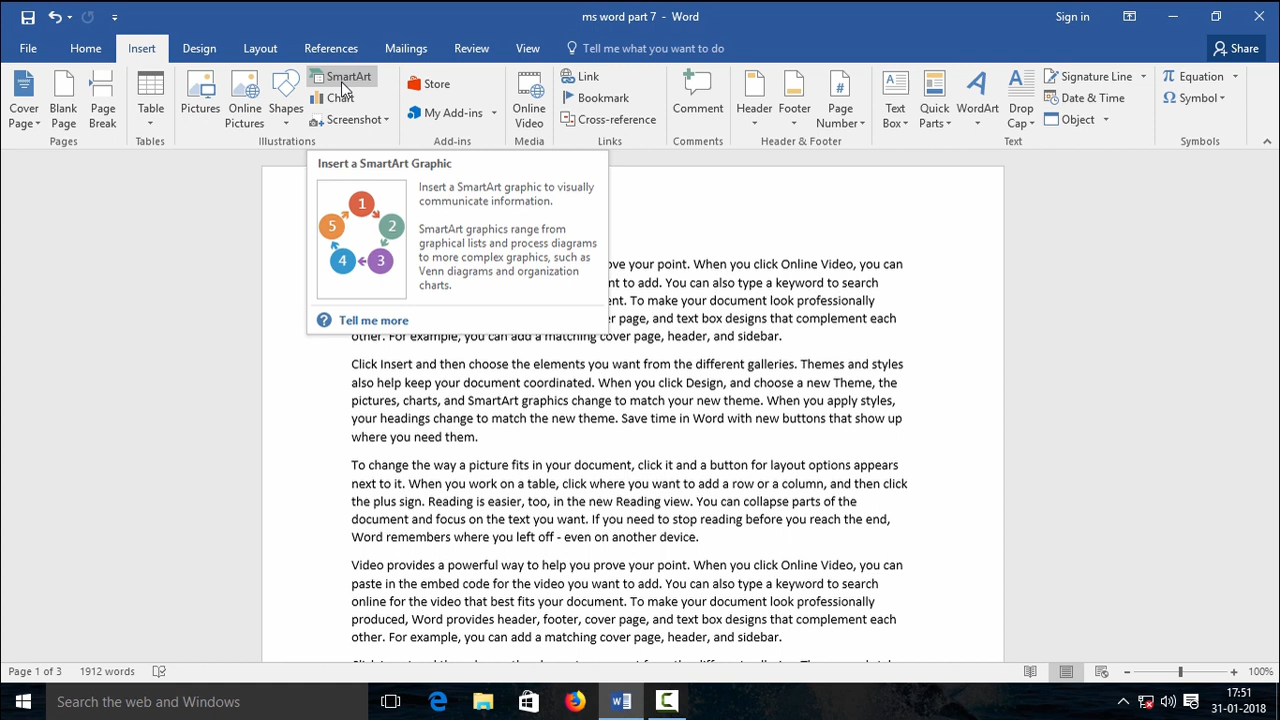 ms word part 7 - Word
Sign in
File Home Insert Design Layout References Mailings Review View Tell me what you want to do Share
Cover Page
Blank Page
Page Break
Table
Pictures
Online Pictures
Shapes
SmartArt
Chart
Screenshot
Store
My Add-ins
Online Video
Link
Bookmark
Cross-reference
Comment
Header
Footer
Page Number
Text Box
Quick Parts
WordArt
Drop Cap
Signature Line
Date & Time
Object
Equation
Symbol
Pages Tables Illustrations Add-ins Media Links Comments Header & Footer Text Symbols
Insert a SmartArt Graphic
1
2
3
4
5
Insert a SmartArt graphic to visually
communicate information.
SmartArt graphics range from
graphical lists and process diagrams
to more complex graphics, such as
Venn diagrams and organization
charts.
Tell me more
ove your point. When you click Online Video, you can
nt to add. You can also type a keyword to search
ent. To make your document look professionally
er page, and text box designs that complement each
other. For example, you can add a matching cover page, header, and sidebar.
Click Insert and then choose the elements you want from the different galleries. Themes and styles
also help keep your document coordinated. When you click Design, and choose a new Theme, the
pictures, charts, and SmartArt graphics change to match your new theme. When you apply styles,
your headings change to match the new theme. Save time in Word with new buttons that show up
where you need them.
To change the way a picture fits in your document, click it and a button for layout options appears
next to it. When you work on a table, click where you want to add a row or a column, and then click
the plus sign. Reading is easier, too, in the new Reading view. You can collapse parts of the
document and focus on the text you want. If you need to stop reading before you reach the end,
Word remembers where you left off - even on another device.
Video provides a powerful way to help you prove your point. When you click Online Video, you can
paste in the embed code for the video you want to add. You can also type a keyword to search
online for the video that best fits your document. To make your document look professionally
produced, Word provides header, footer, cover page, and text box designs that complement each
other. For example, you can add a matching cover page, header, and sidebar.
Page 1 of 3 1912 words 100%
Search the web and Windows
17:51
31-01-2018